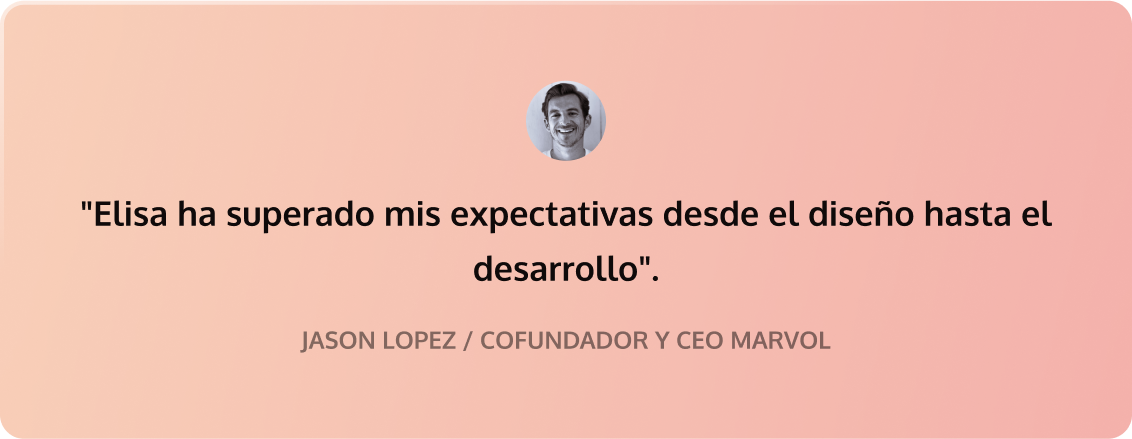 "Elisa ha superado mis expectativas desde el diseño hasta el
desarrollo".
JASON LOPEZ / COFUNDADOR Y CEO MARVOL